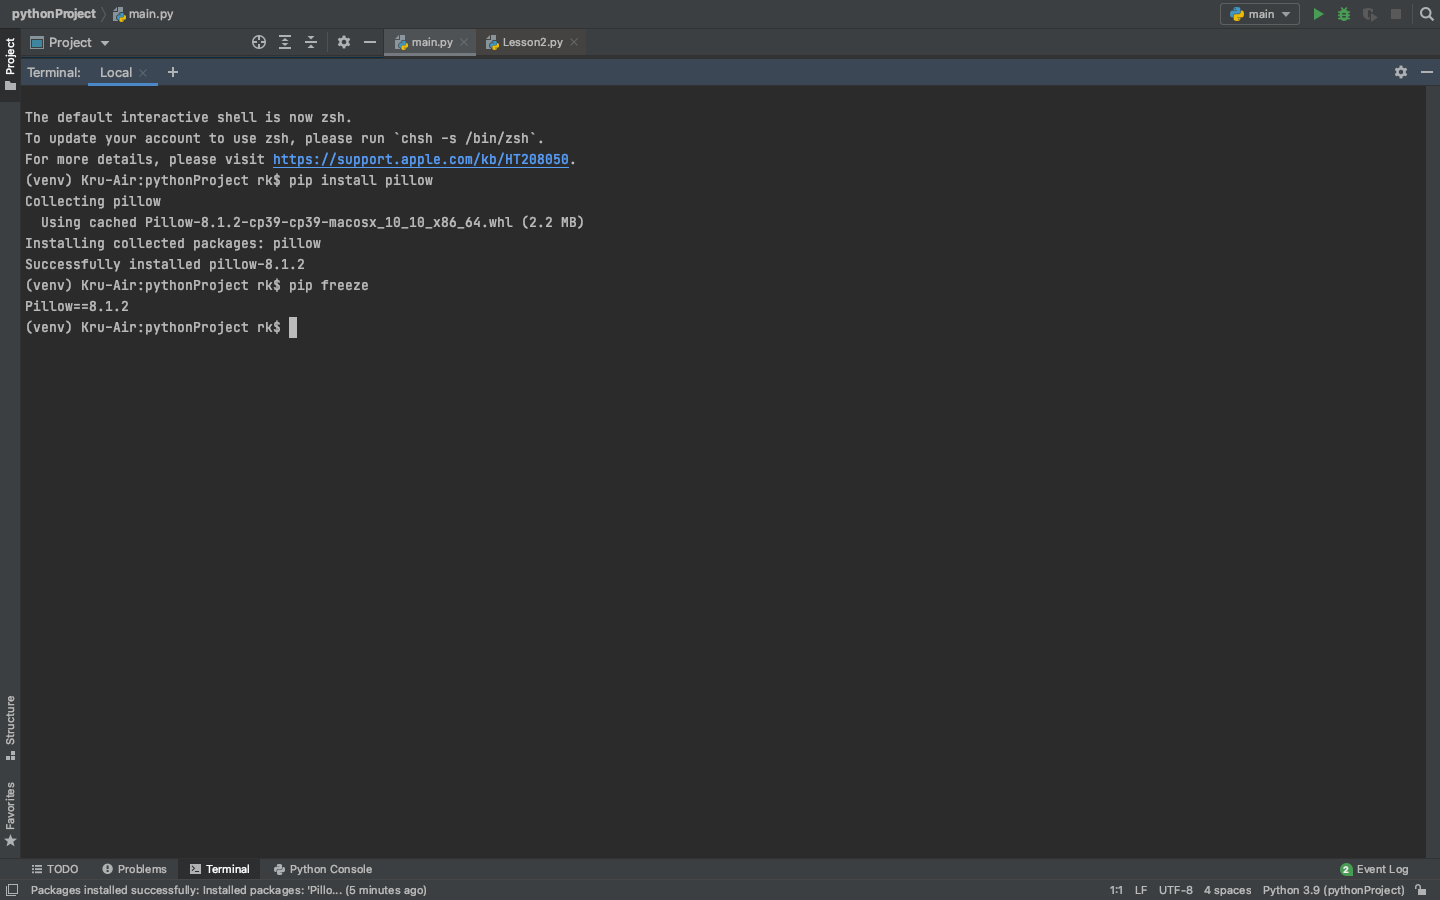 pythonProject main.py
main
Project
Project main.py Lesson2.py
Terminal: Local +
The default interactive shell is now zsh.
To update your account to use zsh, please run `chsh -s /bin/zsh`.
For more details, please visit https://support.apple.com/kb/HT208050.
(venv) Kru-Air:pythonProject rk$ pip install pillow
Collecting pillow
  Using cached Pillow-8.1.2-cp39-cp39-macosx_10_10_x86_64.whl (2.2 MB)
Installing collected packages: pillow
Successfully installed pillow-8.1.2
(venv) Kru-Air:pythonProject rk$ pip freeze
Pillow==8.1.2
(venv) Kru-Air:pythonProject rk$
Structure
Favorites
TODO Problems Terminal Python Console 2 Event Log
Packages installed successfully: Installed packages: 'Pillo... (5 minutes ago) 1:1 LF UTF-8 4 spaces Python 3.9 (pythonProject)